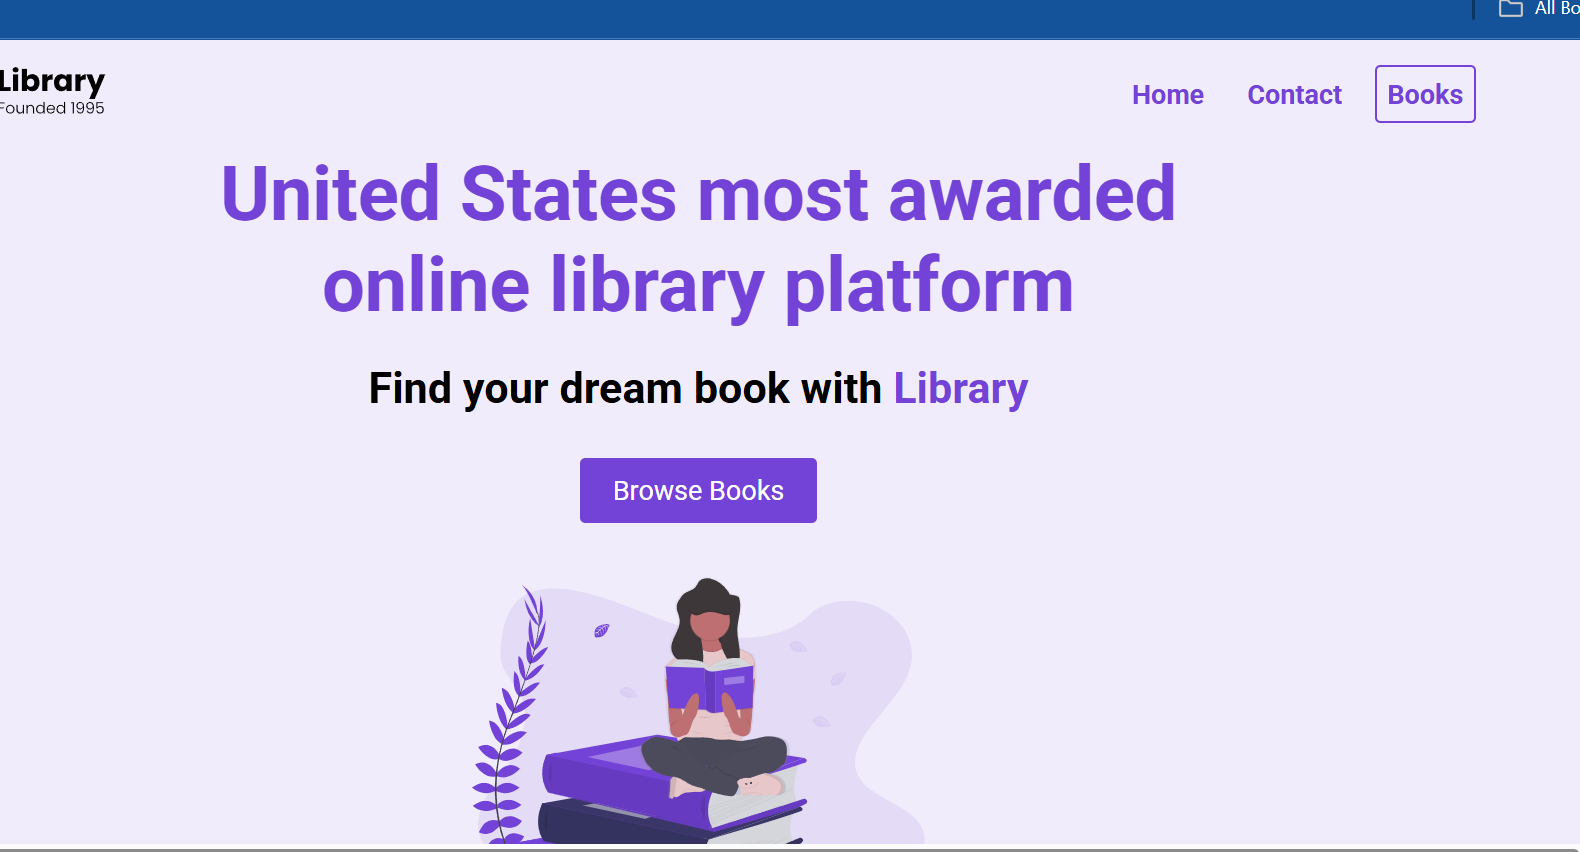 All Bo
Library
Founded 1995
Home Contact Books
United States most awarded
online library platform
Find your dream book with Library
Browse Books